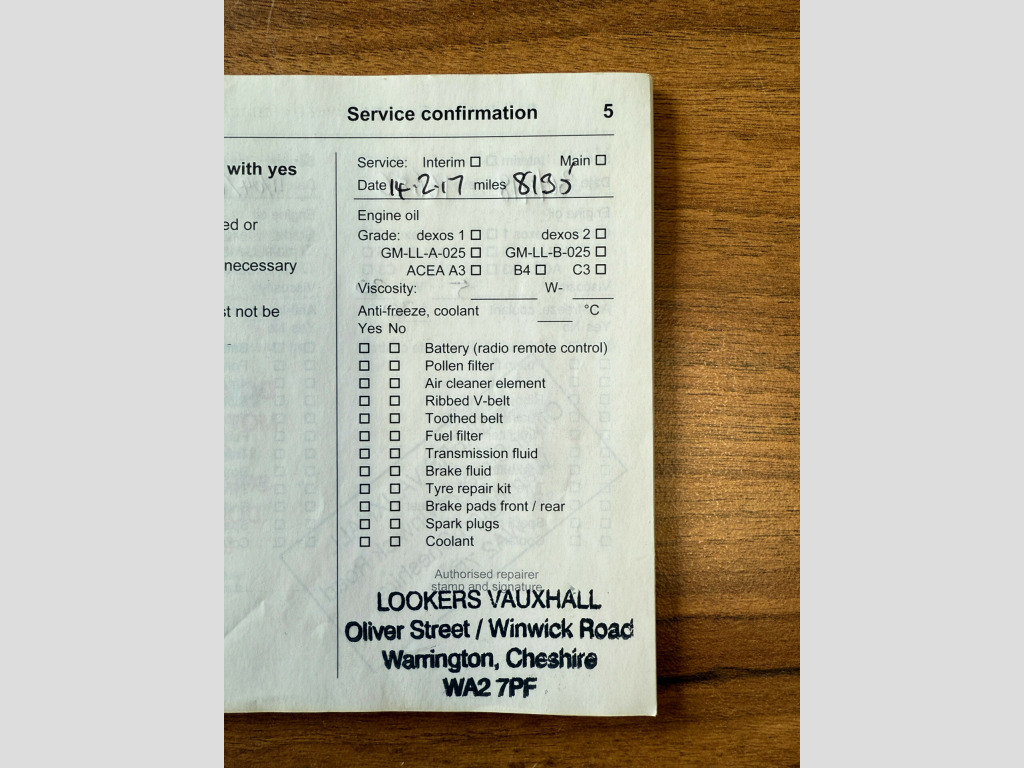 Service confirmation 5
with yes
ed or
necessary
st not be
Service: Interim Main
Date 14.2.17 miles 8135
Engine oil
Grade: dexos 1 dexos 2
GM-LL-A-025 GM-LL-B-025
ACEA A3 B4 C3
Viscosity: W-
Anti-freeze, coolant °C
Yes No
Battery (radio remote control)
Pollen filter
Air cleaner element
Ribbed V-belt
Toothed belt
Fuel filter
Transmission fluid
Brake fluid
Tyre repair kit
Brake pads front / rear
Spark plugs
Coolant
Authorised repairer
stamp and signature
LOOKERS VAUXHALL
Oliver Street / Winwick Road
Warrington, Cheshire
WA2 7PF